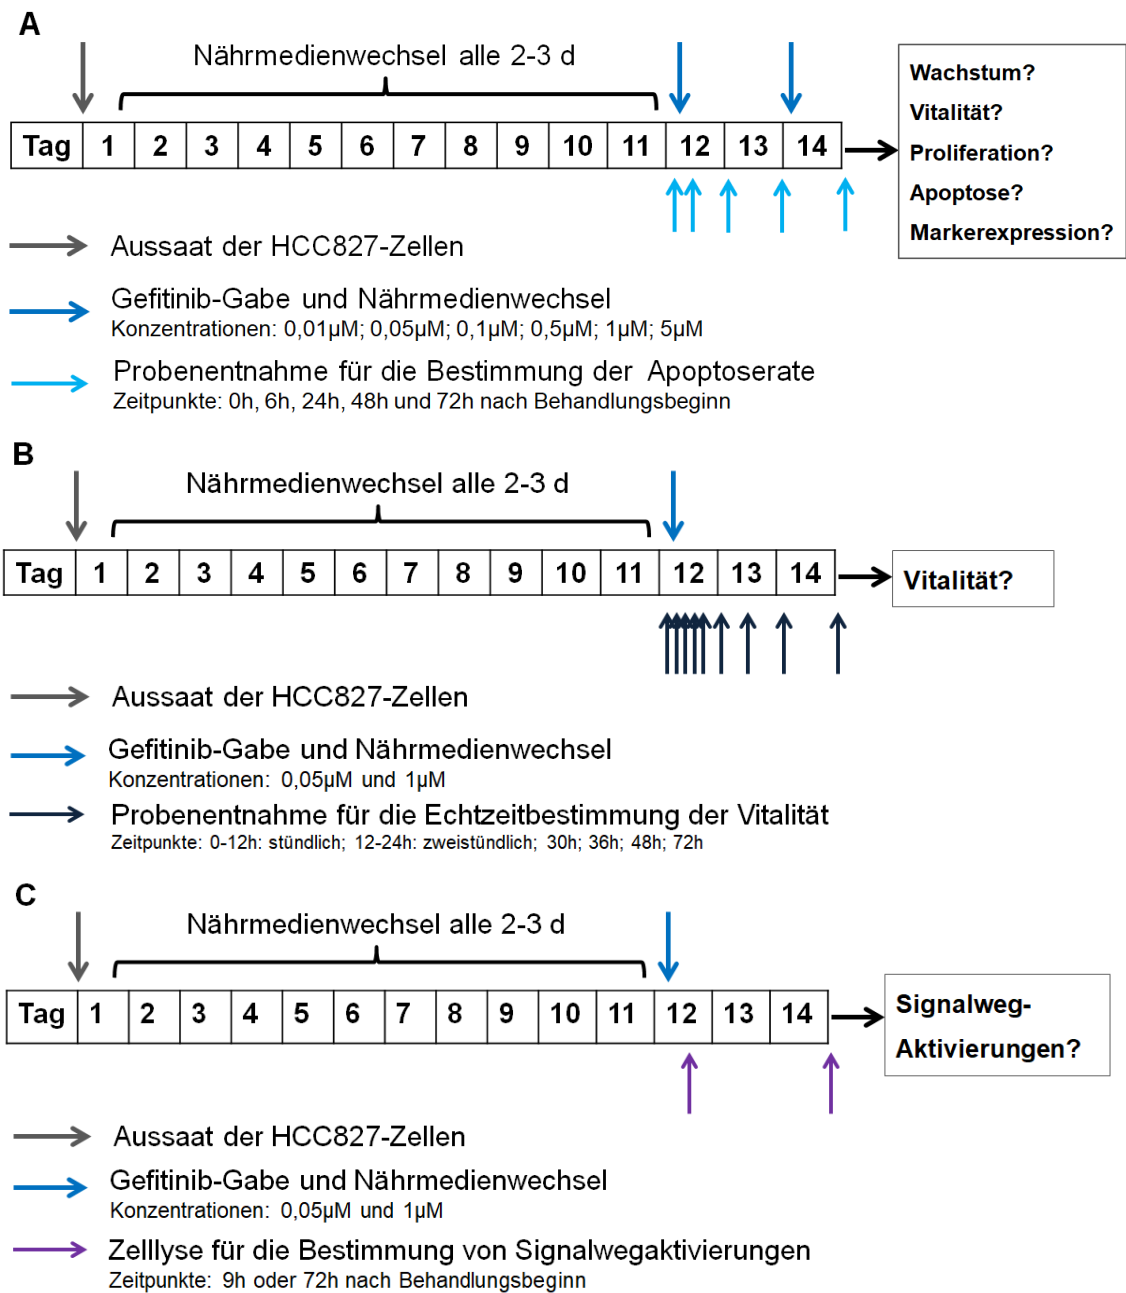 A
Nährmedienwechsel alle 2-3 d
Tag 1 2 3 4 5 6 7 8 9 10 11 12 13 14
Wachstum?
Vitalität?
Proliferation?
Apoptose?
Markerexpression?
Aussaat der HCC827-Zellen
Gefitinib-Gabe und Nährmedienwechsel
Konzentrationen: 0,01µM; 0,05µM; 0,1µM; 0,5µM; 1µM; 5µM
Probenentnahme für die Bestimmung der Apoptoserate
Zeitpunkte: 0h, 6h, 24h, 48h und 72h nach Behandlungsbeginn
B
Nährmedienwechsel alle 2-3 d
Tag 1 2 3 4 5 6 7 8 9 10 11 12 13 14
Vitalität?
Aussaat der HCC827-Zellen
Gefitinib-Gabe und Nährmedienwechsel
Konzentrationen: 0,05µM und 1µM
Probenentnahme für die Echtzeitbestimmung der Vitalität
Zeitpunkte: 0-12h: stündlich; 12-24h: zweistündlich; 30h; 36h; 48h; 72h
C
Nährmedienwechsel alle 2-3 d
Tag 1 2 3 4 5 6 7 8 9 10 11 12 13 14
Signalweg-
Aktivierungen?
Aussaat der HCC827-Zellen
Gefitinib-Gabe und Nährmedienwechsel
Konzentrationen: 0,05µM und 1µM
Zelllyse für die Bestimmung von Signalwegaktivierungen
Zeitpunkte: 9h oder 72h nach Behandlungsbeginn